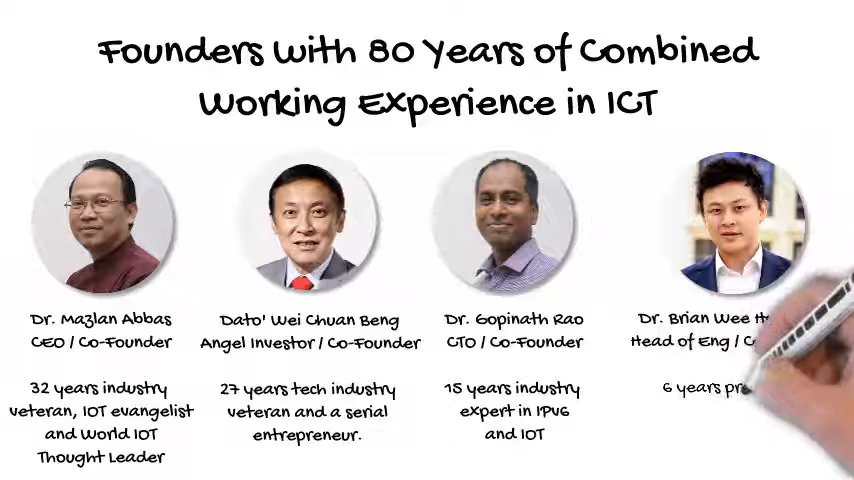 Founders with 80 Years of Combined
Working Experience in ICT
Dr. Mazlan Abbas
CEO / Co-Founder
32 years industry
veteran, IOT evangelist
and World IOT
Thought Leader
Dato' Wei Chuan Beng
Angel Investor / Co-Founder
27 years tech industry
veteran and a serial
entrepreneur.
Dr. Gopinath Rao
CTO / Co-Founder
15 years industry
expert in IPv6
and IOT
Dr. Brian Wee
Head of Eng /
6 years